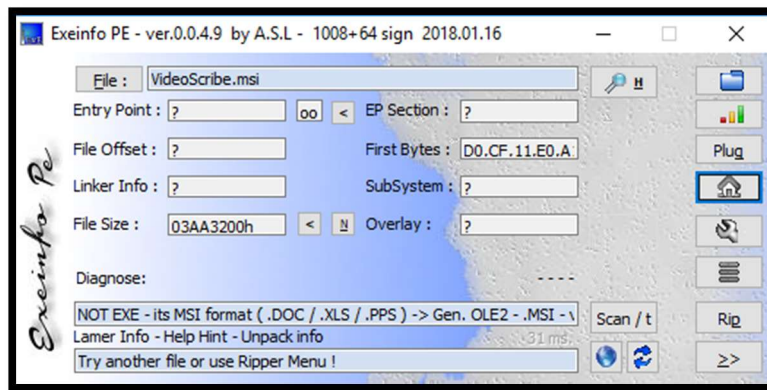 Exeinfo PE - ver.0.0.4.9 by A.S.L - 1008+64 sign 2018.01.16
File : VideoScribe.msi H
Entry Point : ? oo < EP Section : ?
File Offset : ? First Bytes : D0.CF.11.E0.A Plug
Linker Info : ? SubSystem : ?
File Size : 03AA3200h < N Overlay : ?
Diagnose: - - - -
NOT EXE - its MSI format ( .DOC / .XLS / .PPS ) -> Gen. OLE2 - .MSI - Scan / t Rip
Lamer Info - Help Hint - Unpack info 31 ms.
Try another file or use Ripper Menu ! >>
Exeinfo Pe